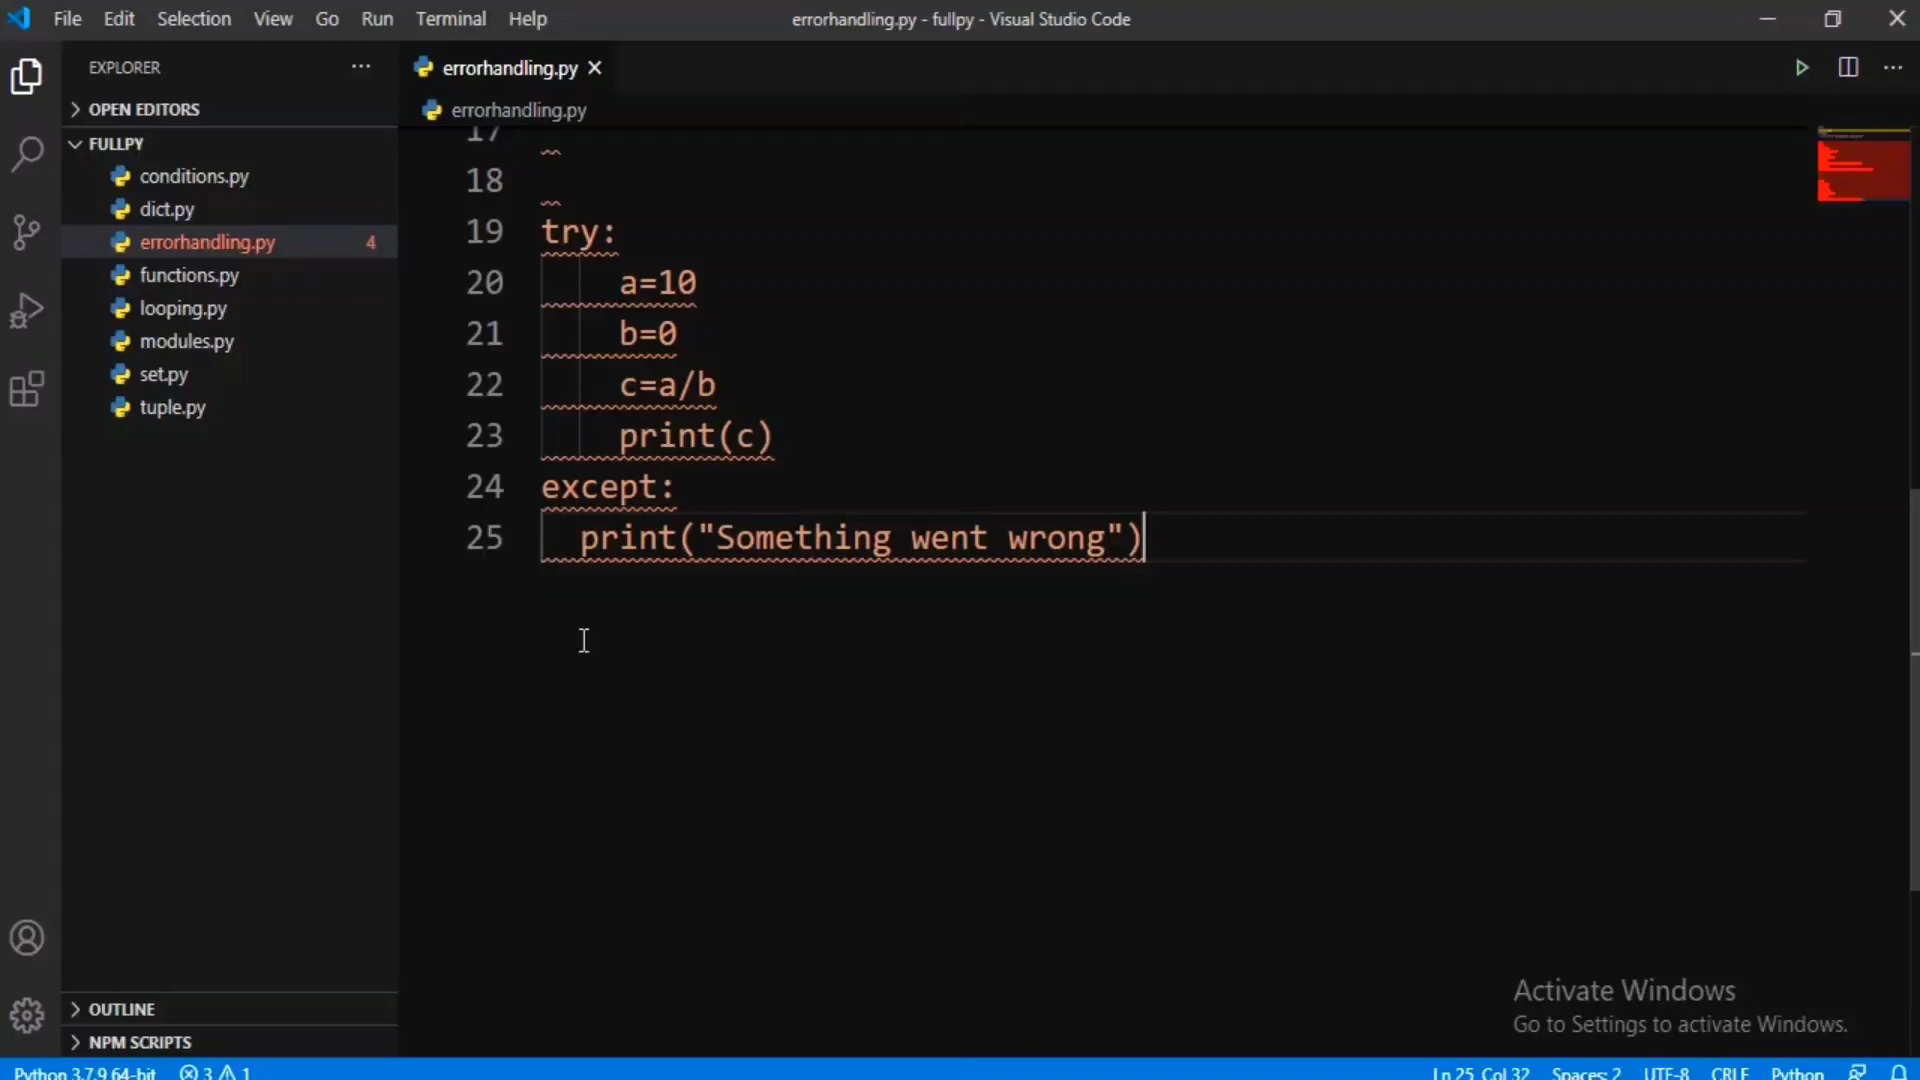 File Edit Selection View Go Run Terminal Help errorhandling.py - fullpy - Visual Studio Code
EXPLORER
OPEN EDITORS
FULLPY
conditions.py
dict.py
errorhandling.py 4
functions.py
looping.py
modules.py
set.py
tuple.py
OUTLINE
NPM SCRIPTS
errorhandling.py
errorhandling.py
17
18
19 try:
20 a=10
21 b=0
22 c=a/b
23 print(c)
24 except:
25 print("Something went wrong")
Activate Windows
Go to Settings to activate Windows.
Python 3.7.9 64-bit 3 1 Ln 25, Col 32 Spaces: 2 UTF-8 CRLF Python